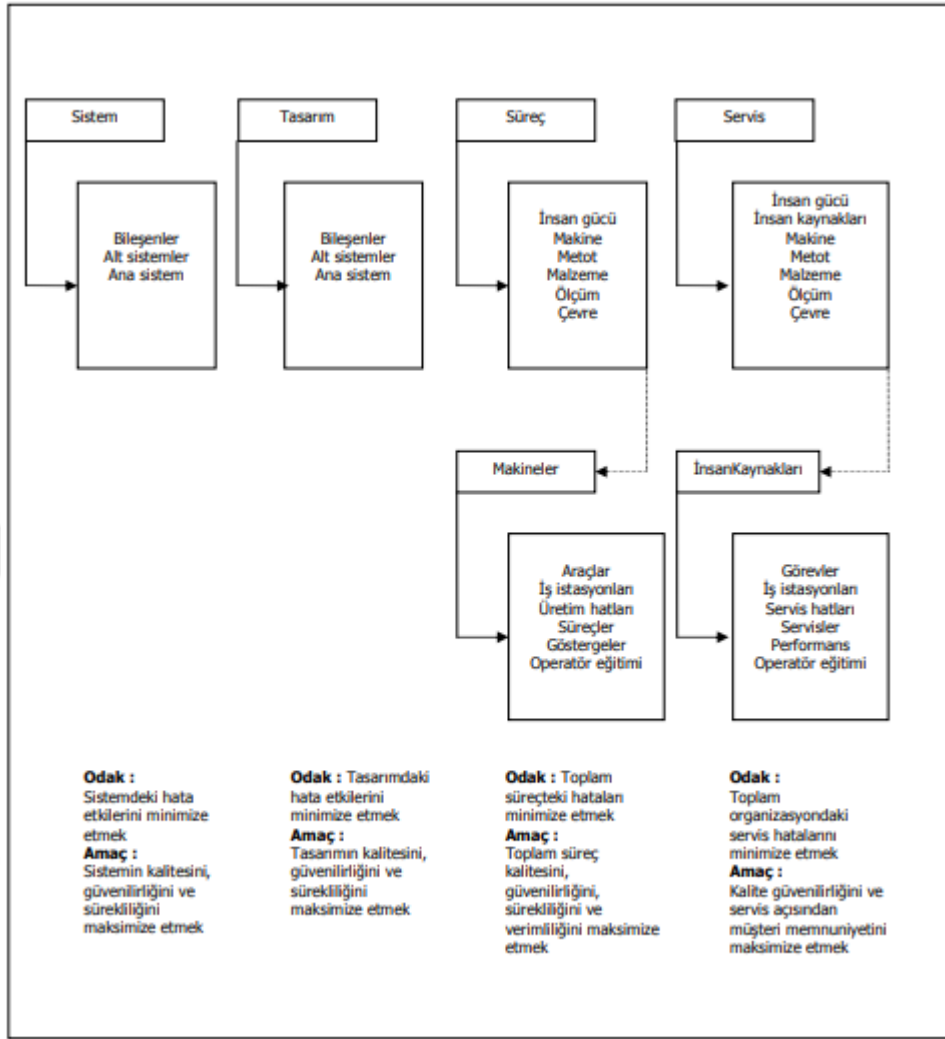 Sistem
Tasarım
Süreç
Servis
Bileşenler
Alt sistemler
Ana sistem
Bileşenler
Alt sistemler
Ana sistem
İnsan gücü
Makine
Metot
Malzeme
Ölçüm
Çevre
İnsan gücü
İnsan kaynakları
Makine
Metot
Malzeme
Ölçüm
Çevre
Makineler
İnsanKaynakları
Araçlar
İş istasyonları
Üretim hatları
Süreçler
Göstergeler
Operatör eğitimi
Görevler
İş istasyonları
Servis hatları
Servisler
Performans
Operatör eğitimi
Odak :
Sistemdeki hata
etkilerini minimize
etmek
Amaç :
Sistemin kalitesini,
güvenilirliğini ve
sürekliliğini
maksimize etmek
Odak : Tasarımdaki
hata etkilerini
minimize etmek
Amaç :
Tasarımın kalitesini,
güvenilirliğini ve
sürekliliğini
maksimize etmek
Odak : Toplam
süreçteki hataları
minimize etmek
Amaç :
Toplam süreç
kalitesini,
güvenilirliğini,
sürekliliğini ve
verimliliğini maksimize
etmek
Odak :
Toplam
organizasyondaki
servis hatalarını
minimize etmek
Amaç :
Kalite güvenilirliğini ve
servis açısından
müşteri memnuniyetini
maksimize etmek